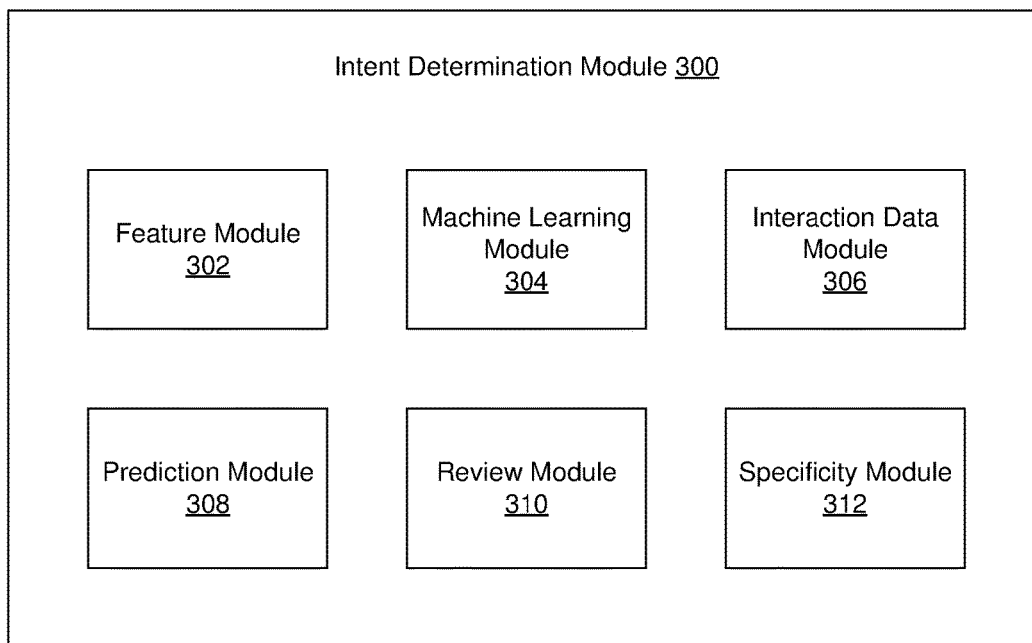 Intent Determination Module 300
Feature Module
302
Machine Learning
Module
304
Interaction Data
Module
306
Prediction Module
308
Review Module
310
Specificity Module
312